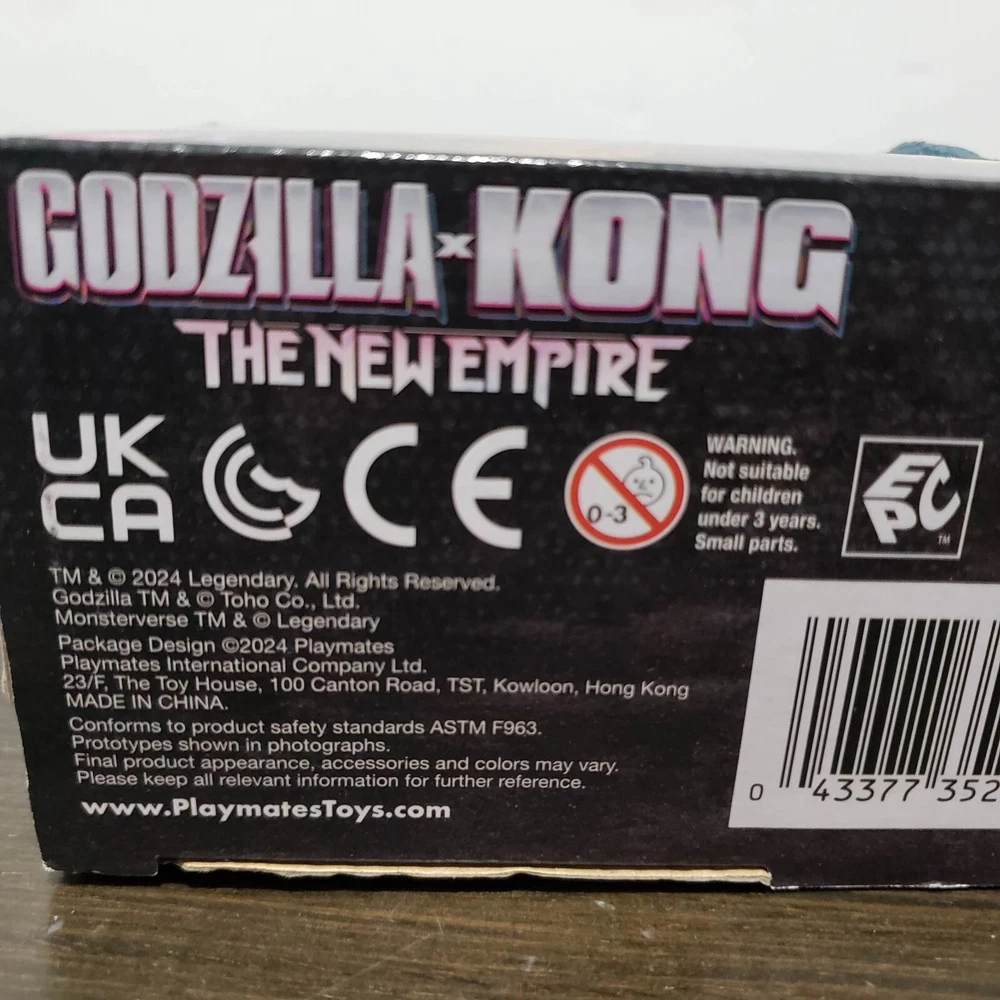 GODZILLA x KONG
THE NEW EMPIRE
UK
CA
CE
0-3
WARNING.
Not suitable
for children
under 3 years.
Small parts.
EPC
TM
TM & © 2024 Legendary. All Rights Reserved.
Godzilla TM & © Toho Co., Ltd.
Monsterverse TM & © Legendary
Package Design ©2024 Playmates
Playmates International Company Ltd.
23/F, The Toy House, 100 Canton Road, TST, Kowloon, Hong Kong
MADE IN CHINA.
Conforms to product safety standards ASTM F963.
Prototypes shown in photographs.
Final product appearance, accessories and colors may vary.
Please keep all relevant information for further reference.
www.PlaymatesToys.com
0 43377 352